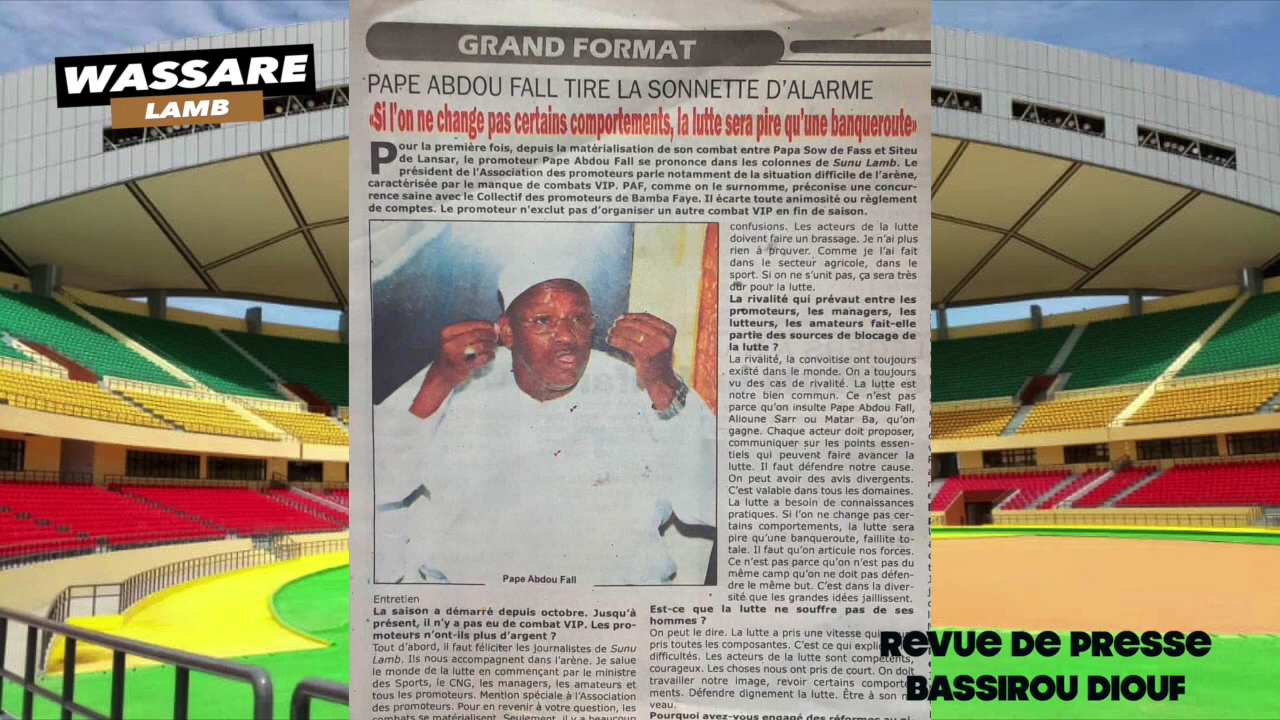 WASSARE
LAMB
GRAND FORMAT
PAPE ABDOU FALL TIRE LA SONNETTE D'ALARME
«Si l'on ne change pas certains comportements, la lutte sera pire qu'une banqueroute»
Pour la première fois, depuis la matérialisation de son combat entre Papa Sow de Fass et Siteu
de Lansar, le promoteur Pape Abdou Fall se prononce dans les colonnes de Sunu Lamb. Le
président de l'Association des promoteurs parle notamment de la situation difficile de l'arène,
caractérisée par le manque de combats VIP. PAF, comme on le surnomme, préconise une concur-
rence saine avec le Collectif des promoteurs de Bamba Faye. Il écarte toute animosité ou règlement
de comptes. Le promoteur n'exclut pas d'organiser un autre combat VIP en fin de saison.
Pape Abdou Fall
Entretien
La saison a démarré depuis octobre. Jusqu'à
présent, il n'y a pas eu de combat VIP. Les pro-
moteurs n'ont-ils plus d'argent ?
Tout d'abord, il faut féliciter les journalistes de Sunu
Lamb. Ils nous accompagnent dans l'arène. Je salue
le monde de la lutte en commençant par le ministre
des Sports, le CNG, les managers, les amateurs et
tous les promoteurs. Mention spéciale à l'Association
des promoteurs. Pour en revenir à votre question, les
combats se matérialisent. Seulement, il y a beaucoup
confusions. Les acteurs de la lutte
doivent faire un brassage. Je n'ai plus
rien à prouver. Comme je l'ai fait
dans le secteur agricole, dans le
sport. Si on ne s'unit pas, ça sera très
dur pour la lutte.
La rivalité qui prévaut entre les
promoteurs, les managers, les
lutteurs, les amateurs fait-elle
partie des sources de blocage de
la lutte ?
La rivalité, la convoitise ont toujours
existé dans le monde. On a toujours
vu des cas de rivalité. La lutte est
notre bien commun. Ce n'est pas
parce qu'on insulte Pape Abdou Fall,
Alioune Sarr ou Matar Ba, qu'on
gagne. Chaque acteur doit proposer,
communiquer sur les points essen-
tiels qui peuvent faire avancer la
lutte. Il faut défendre notre cause.
On peut avoir des avis divergents.
C'est valable dans tous les domaines.
La lutte a besoin de connaissances
pratiques. Si l'on ne change pas cer-
tains comportements, la lutte sera
pire qu'une banqueroute, faillite to-
tale. Il faut qu'on articule nos forces.
Ce n'est pas parce qu'on n'est pas du
même camp qu'on ne doit pas défen-
dre le même but. C'est dans la diver-
sité que les grandes idées jaillissent.
Est-ce que la lutte ne souffre pas de ses
hommes ?
On peut le dire. La lutte a pris une vitesse qui
pris toutes les composantes. C'est ce qui
difficultés. Les acteurs de la lutte sont compétents,
courageux. Les choses nous ont pris de court. On doit
travailler notre image, revoir certains comporte-
ments. Défendre dignement la lutte. Être à son
veau.
Pourquoi avez-vous engagé des réformes au
REVUE DE PRESSE
BASSIROU DIOUF